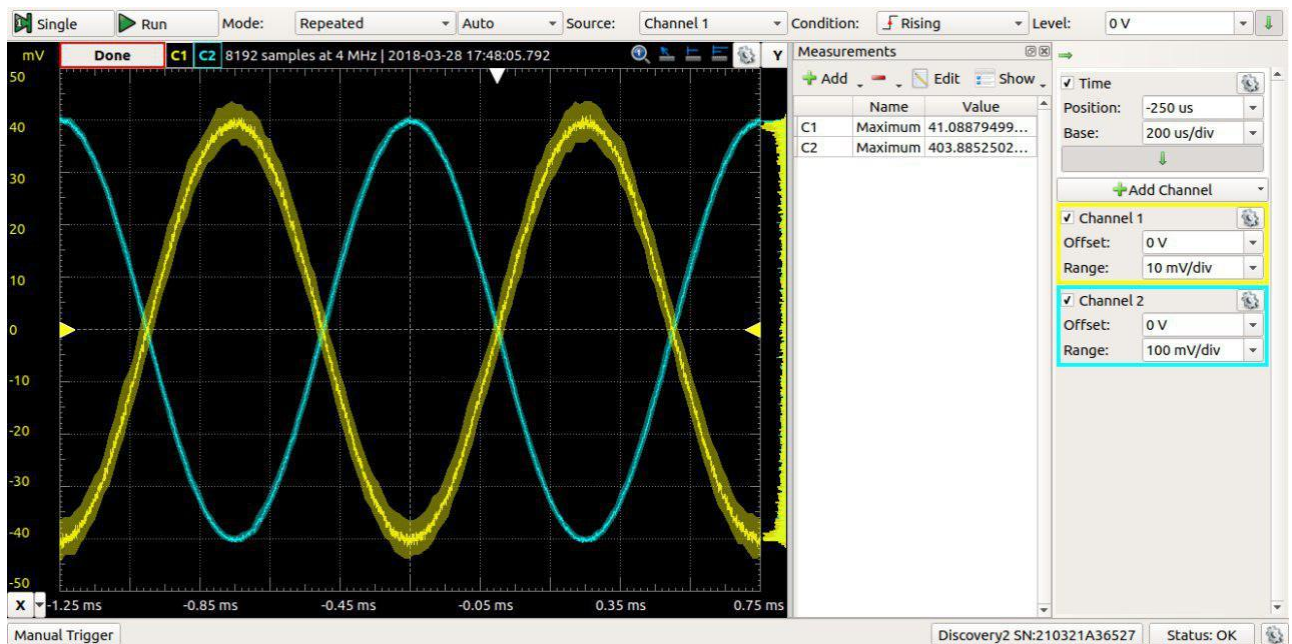 Single Run Mode: Repeated Auto Source: Channel 1 Condition: Rising Level: 0 V
mV Done C1 C2 8192 samples at 4 MHz | 2018-03-28 17:48:05.792 Y
50
40
30
20
10
0
-10
-20
-30
-40
-50
X -1.25 ms -0.85 ms -0.45 ms -0.05 ms 0.35 ms 0.75 ms
Measurements
Add Edit Show
Name Value
C1 Maximum 41.08879499...
C2 Maximum 403.8852502...
Time
Position: -250 us
Base: 200 us/div
Add Channel
Channel 1
Offset: 0 V
Range: 10 mV/div
Channel 2
Offset: 0 V
Range: 100 mV/div
Manual Trigger Discovery2 SN:210321A36527 Status: OK